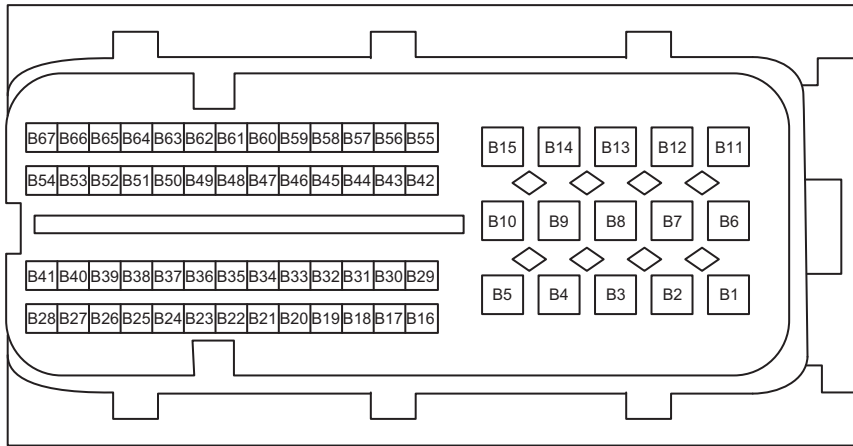 B67 B66 B65 B64 B63 B62 B61 B60 B59 B58 B57 B56 B55
B54 B53 B52 B51 B50 B49 B48 B47 B46 B45 B44 B43 B42
B41 B40 B39 B38 B37 B36 B35 B34 B33 B32 B31 B30 B29
B28 B27 B26 B25 B24 B23 B22 B21 B20 B19 B18 B17 B16
B15 B14 B13 B12 B11
B10 B9 B8 B7 B6
B5 B4 B3 B2 B1